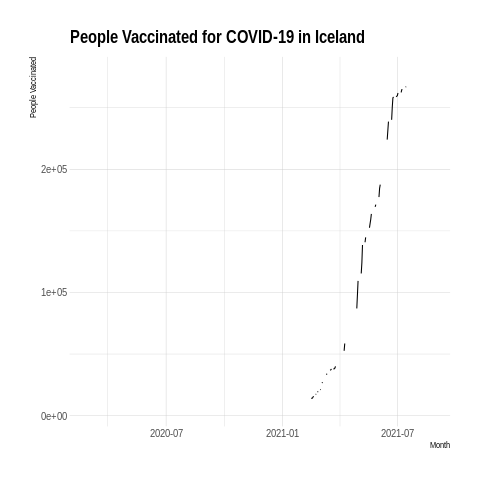 People Vaccinated for COVID-19 in Iceland
People Vaccinated
2e+05
1e+05
0e+00
2020-07 2021-01 2021-07
Month